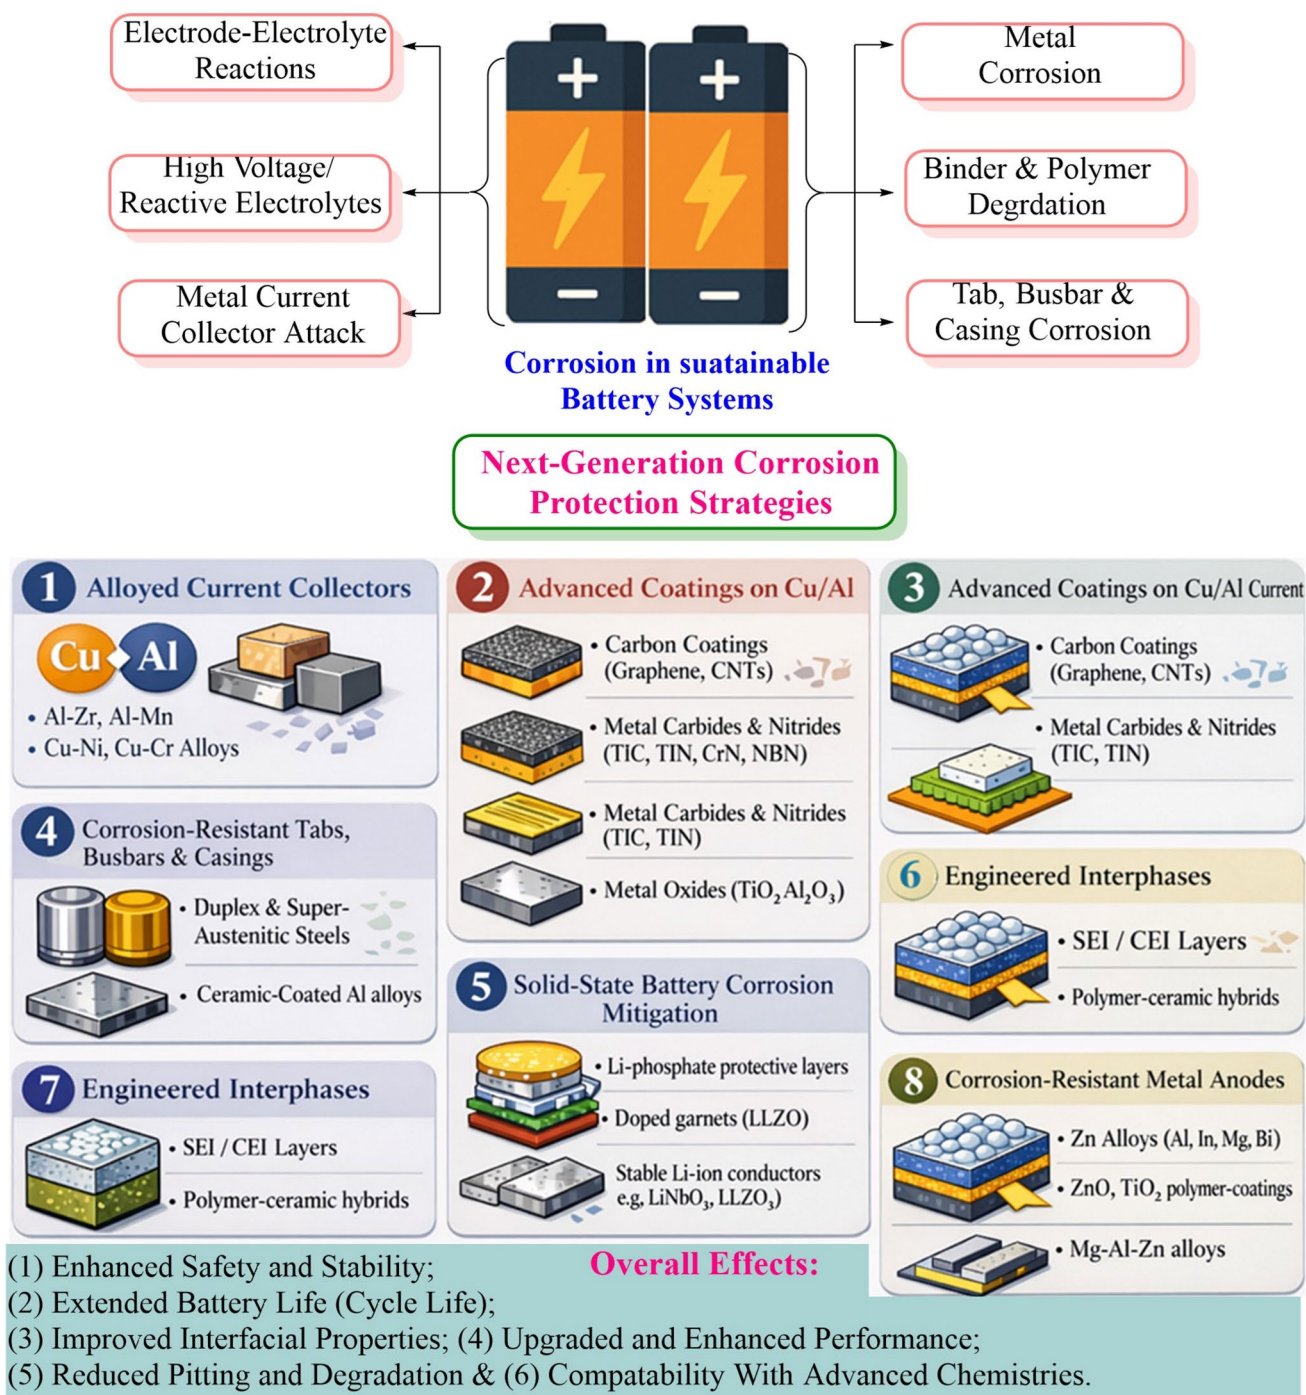 Electrode-Electrolyte
Reactions
High Voltage/
Reactive Electrolytes
Metal Current
Collector Attack
Metal
Corrosion
Binder & Polymer
Degrdation
Tab, Busbar &
Casing Corrosion
Corrosion in suatainable
Battery Systems
Next-Generation Corrosion
Protection Strategies
1 Alloyed Current Collectors
Cu Al
• Al-Zr, Al-Mn
• Cu-Ni, Cu-Cr Alloys
2 Advanced Coatings on Cu/Al
• Carbon Coatings
(Graphene, CNTs)
• Metal Carbides & Nitrides
(TIC, TIN, CrN, NBN)
• Metal Carbides & Nitrides
(TIC, TIN)
• Metal Oxides (TiO₂ Al₂O₃)
3 Advanced Coatings on Cu/Al Current
• Carbon Coatings
(Graphene, CNTs)
• Metal Carbides & Nitrides
(TIC, TIN)
4 Corrosion-Resistant Tabs,
Busbars & Casings
• Duplex & Super-
Austenitic Steels
• Ceramic-Coated Al alloys
5 Solid-State Battery Corrosion
Mitigation
• Li-phosphate protective layers
• Doped garnets (LLZO)
Stable Li-ion conductors
e.g, LiNbO₃, LLZO₃)
6 Engineered Interphases
• SEI / CEI Layers
• Polymer-ceramic hybrids
7 Engineered Interphases
• SEI / CEI Layers
• Polymer-ceramic hybrids
8 Corrosion-Resistant Metal Anodes
• Zn Alloys (Al, In, Mg, Bi)
• ZnO, TiO₂ polymer-coatings
• Mg-Al-Zn alloys
Overall Effects:
(1) Enhanced Safety and Stability;
(2) Extended Battery Life (Cycle Life);
(3) Improved Interfacial Properties; (4) Upgraded and Enhanced Performance;
(5) Reduced Pitting and Degradation & (6) Compatability With Advanced Chemistries.